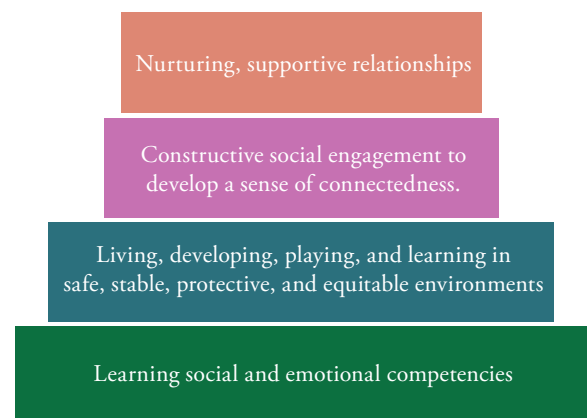 Nurturing, supportive relationships
Constructive social engagement to
develop a sense of connectedness.
Living, developing, playing, and learning in
safe, stable, protective, and equitable environments
Learning social and emotional competencies